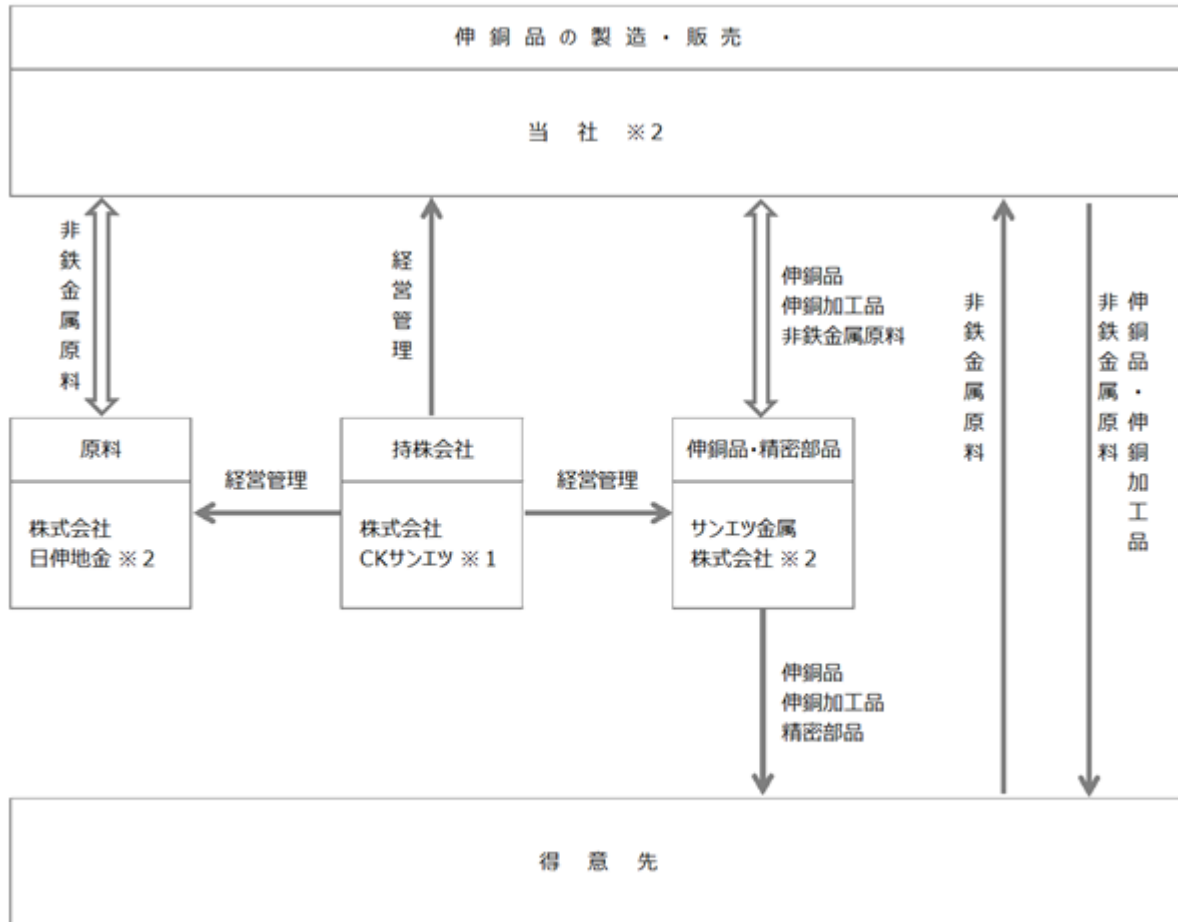 伸銅品の製造・販売
当社 ※2
非鉄金属原料
経営管理
伸銅品
伸銅加工品
非鉄金属原料
非鉄金属原料
伸銅品・伸銅加工品
非鉄金属原料
原料
株式会社
日伸地金 ※2
経営管理
持株会社
株式会社
CKサンエツ ※1
経営管理
伸銅品・精密部品
サンエツ金属
株式会社 ※2
伸銅品
伸銅加工品
精密部品
得意先